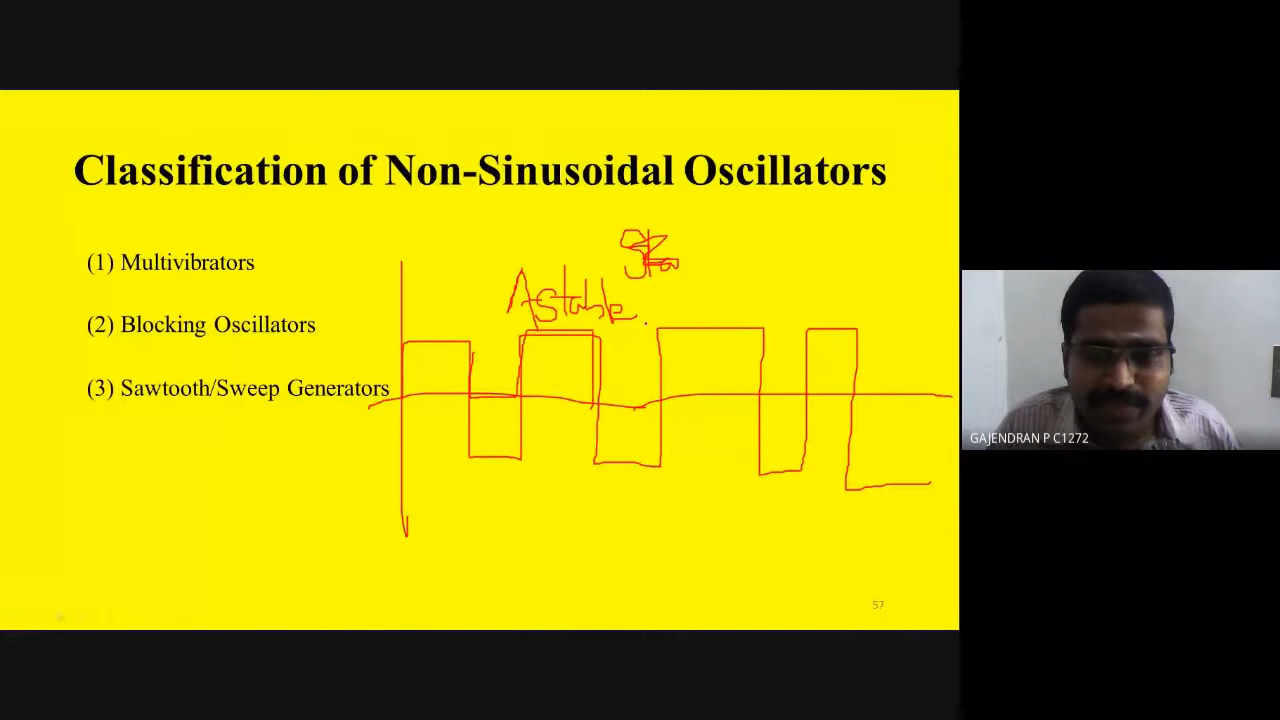 Classification of Non-Sinusoidal Oscillators
(1) Multivibrators
(2) Blocking Oscillators
(3) Sawtooth/Sweep Generators
Astable
57
GAJENDRAN P C1272